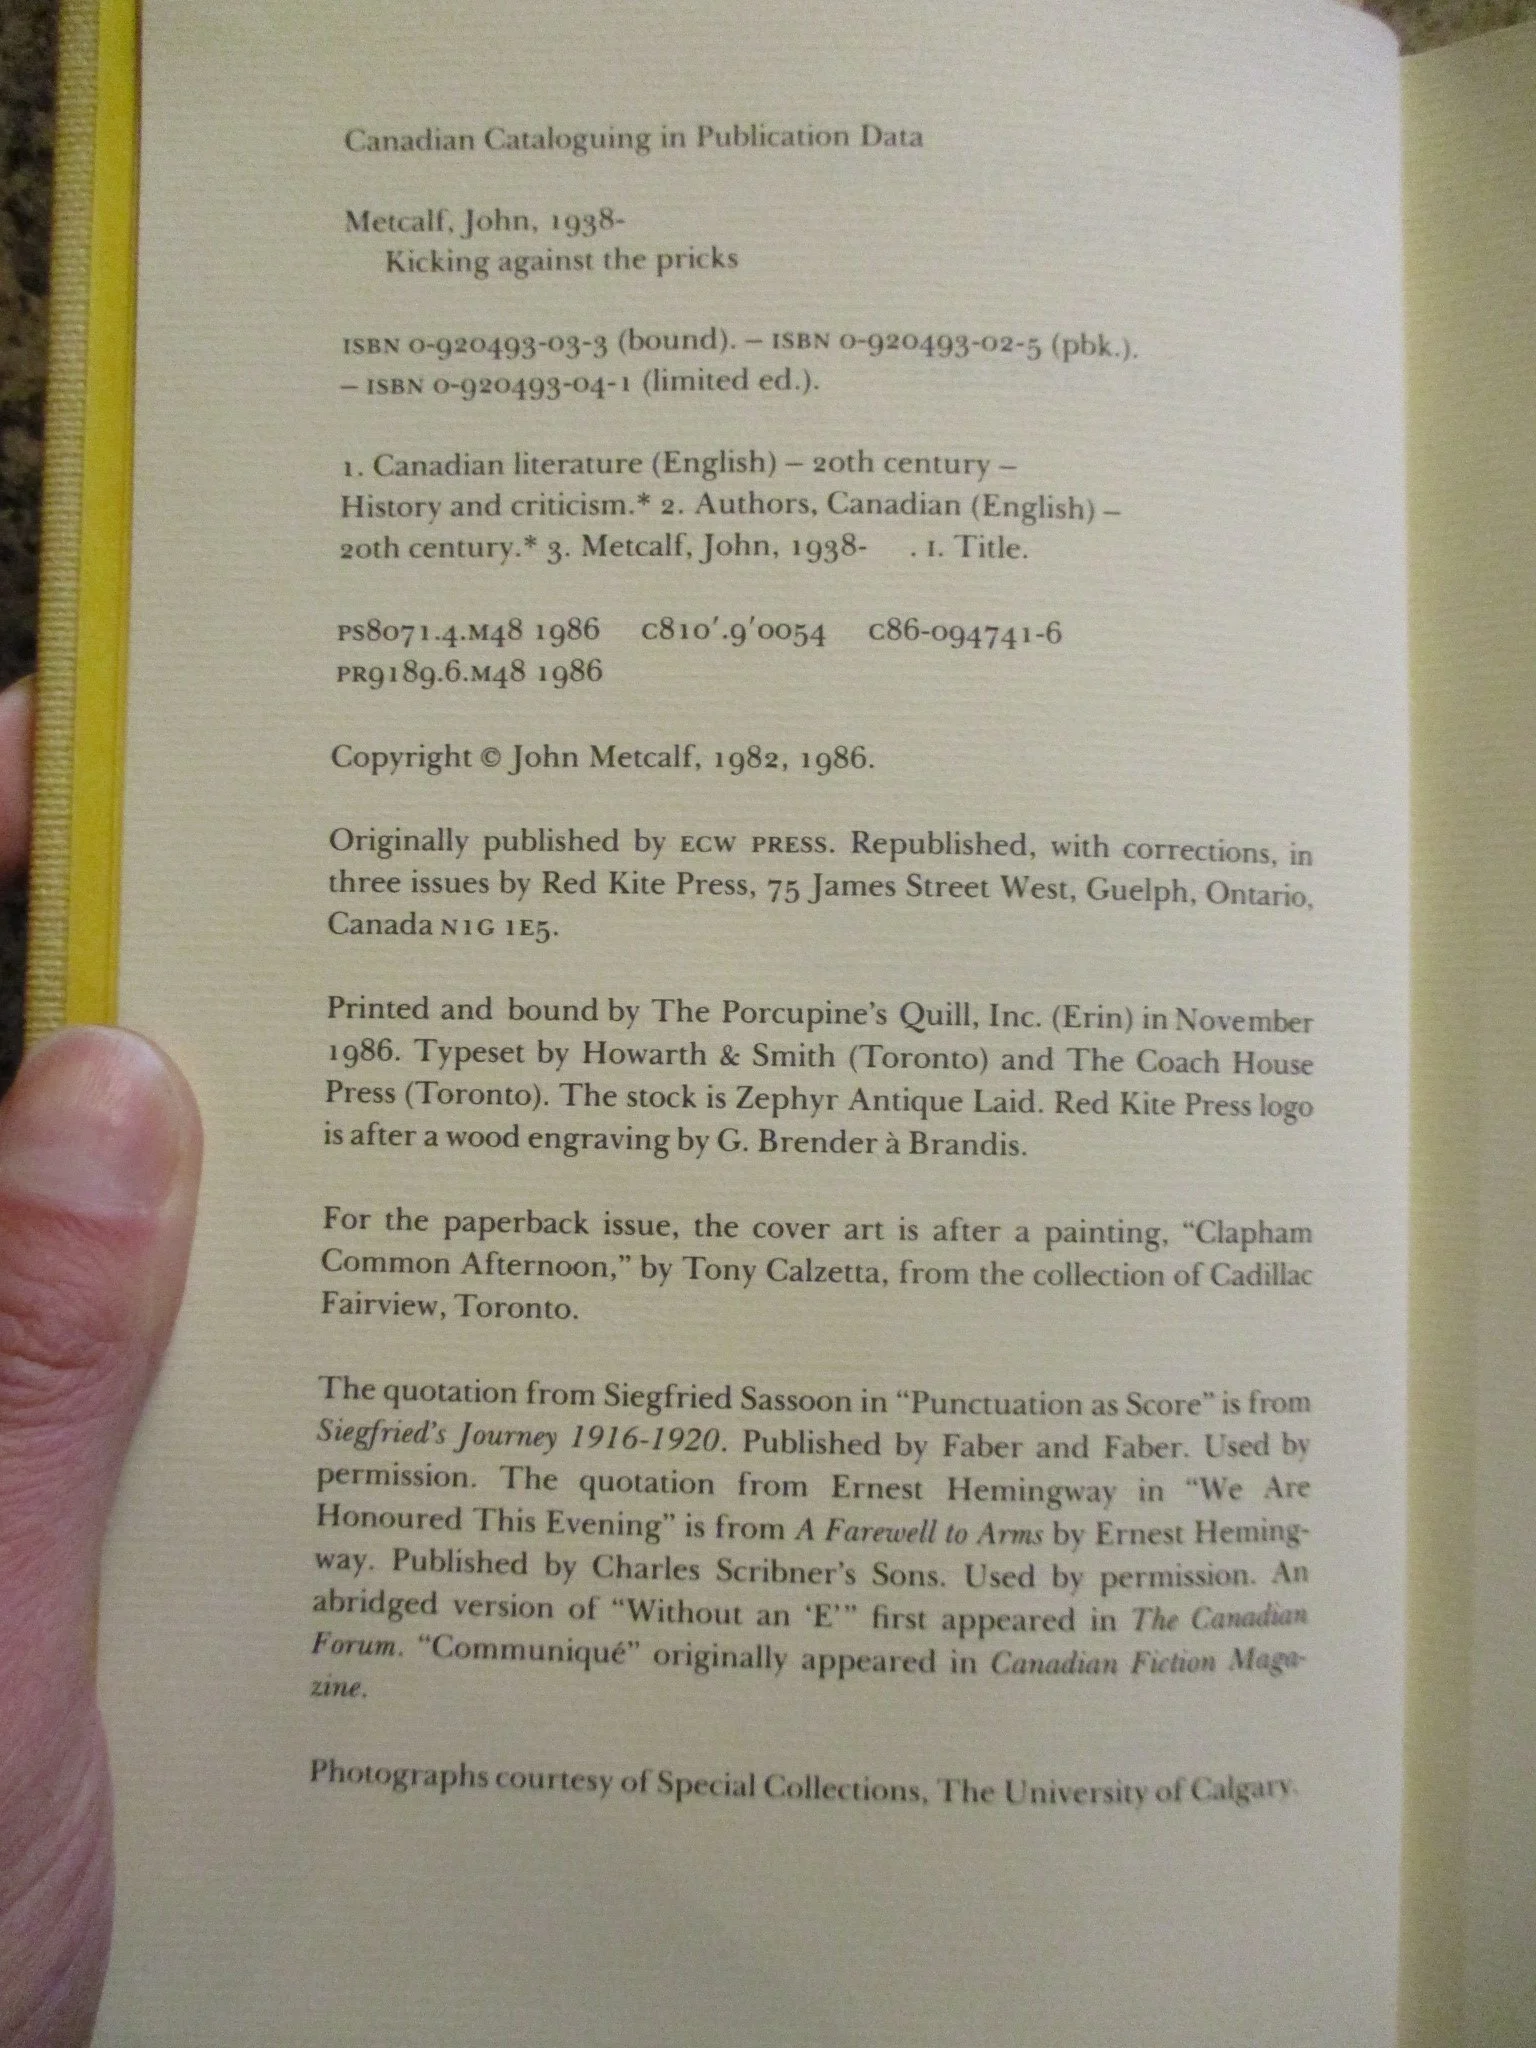 Canadian Cataloguing in Publication Data
Metcalf, John, 1938-
Kicking against the pricks
ISBN 0-920493-03-3 (bound). – ISBN 0-920493-02-5 (pbk.).
– ISBN 0-920493-04-1 (limited ed.).
1. Canadian literature (English) – 20th century –
History and criticism.* 2. Authors, Canadian (English) –
20th century.* 3. Metcalf, John, 1938- . I. Title.
PS8071.4.M48 1986 C810'.9'0054 C86-094741-6
PR9189.6.M48 1986
Copyright © John Metcalf, 1982, 1986.
Originally published by ECW PRESS. Republished, with corrections, in
three issues by Red Kite Press, 75 James Street West, Guelph, Ontario,
Canada N1G 1E5.
Printed and bound by The Porcupine's Quill, Inc. (Erin) in November
1986. Typeset by Howarth & Smith (Toronto) and The Coach House
Press (Toronto). The stock is Zephyr Antique Laid. Red Kite Press logo
is after a wood engraving by G. Brender à Brandis.
For the paperback issue, the cover art is after a painting, “Clapham
Common Afternoon,” by Tony Calzetta, from the collection of Cadillac
Fairview, Toronto.
The quotation from Siegfried Sassoon in “Punctuation as Score” is from
Siegfried's Journey 1916-1920. Published by Faber and Faber. Used by
permission. The quotation from Ernest Hemingway in “We Are
Honoured This Evening” is from A Farewell to Arms by Ernest Heming-
way. Published by Charles Scribner's Sons. Used by permission. An
abridged version of “Without an ‘E’” first appeared in The Canadian
Forum. “Communiqué” originally appeared in Canadian Fiction Maga-
zine.
Photographs courtesy of Special Collections, The University of Calgary.